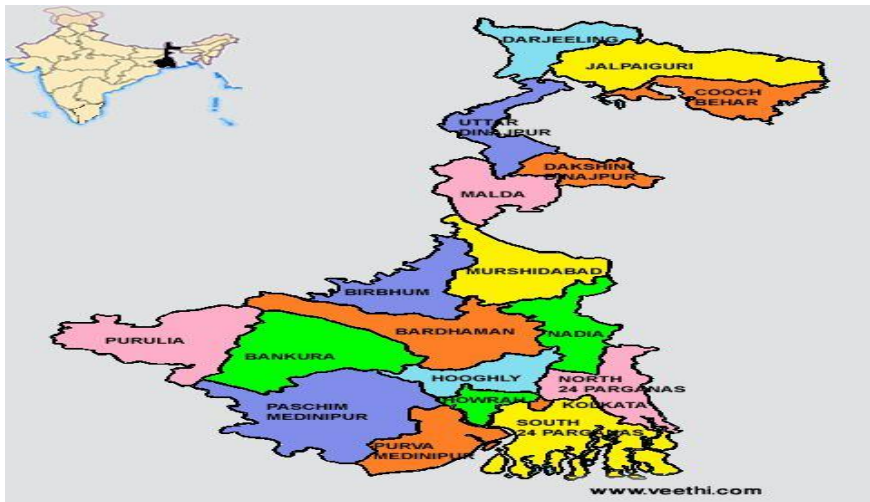 DARJEELING
JALPAIGURI
COOCH
BEHAR
UTTAR
DINAJPUR
DAKSHIN
DINAJPUR
MALDA
MURSHIDABAD
BIRBHUM
BARDHAMAN
NADIA
PURULIA
BANKURA
HOOGHLY
NORTH
24 PARGANAS
HOWRAH
KOLKATA
PASCHIM
MEDINIPUR
SOUTH
24 PARGANAS
PURVA
MEDINIPUR
www.veethi.com